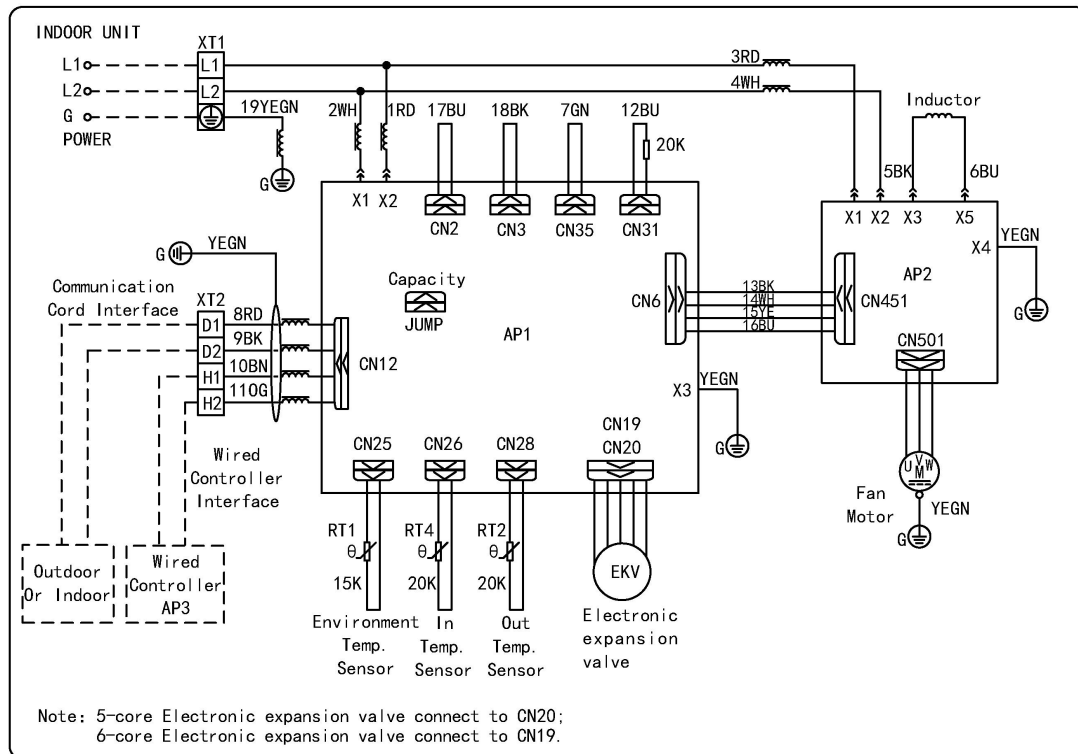 INDOOR UNIT
XT1
L1 L1
L2 L2
G
POWER
19YEGN
G
3RD
4WH
2WH 1RD 17BU 18BK 7GN 12BU
20K
Inductor
5BK 6BU
X1 X2
CN2 CN3 CN35 CN31
X1 X2 X3 X5
X4
YEGN
G
AP2
G YEGN
Communication
Cord Interface
XT2
D1 8RD
D2 9BK
H1 10BN
H2 11OG
CN12
Capacity
JUMP
AP1
CN6
13BK
14WH
15YE
16BU
CN451
CN501
X3
YEGN
G
Wired
Controller
Interface
CN25 CN26 CN28
CN19
CN20
U V W
M
Fan
Motor
YEGN
G
RT1 RT4 RT2
θ θ θ
15K 20K 20K
EKV
Outdoor
Or Indoor
Wired
Controller
AP3
Environment
Temp.
Sensor
In
Temp.
Sensor
Out
Temp.
Sensor
Electronic
expansion
valve
Note: 5-core Electronic expansion valve connect to CN20;
6-core Electronic expansion valve connect to CN19.